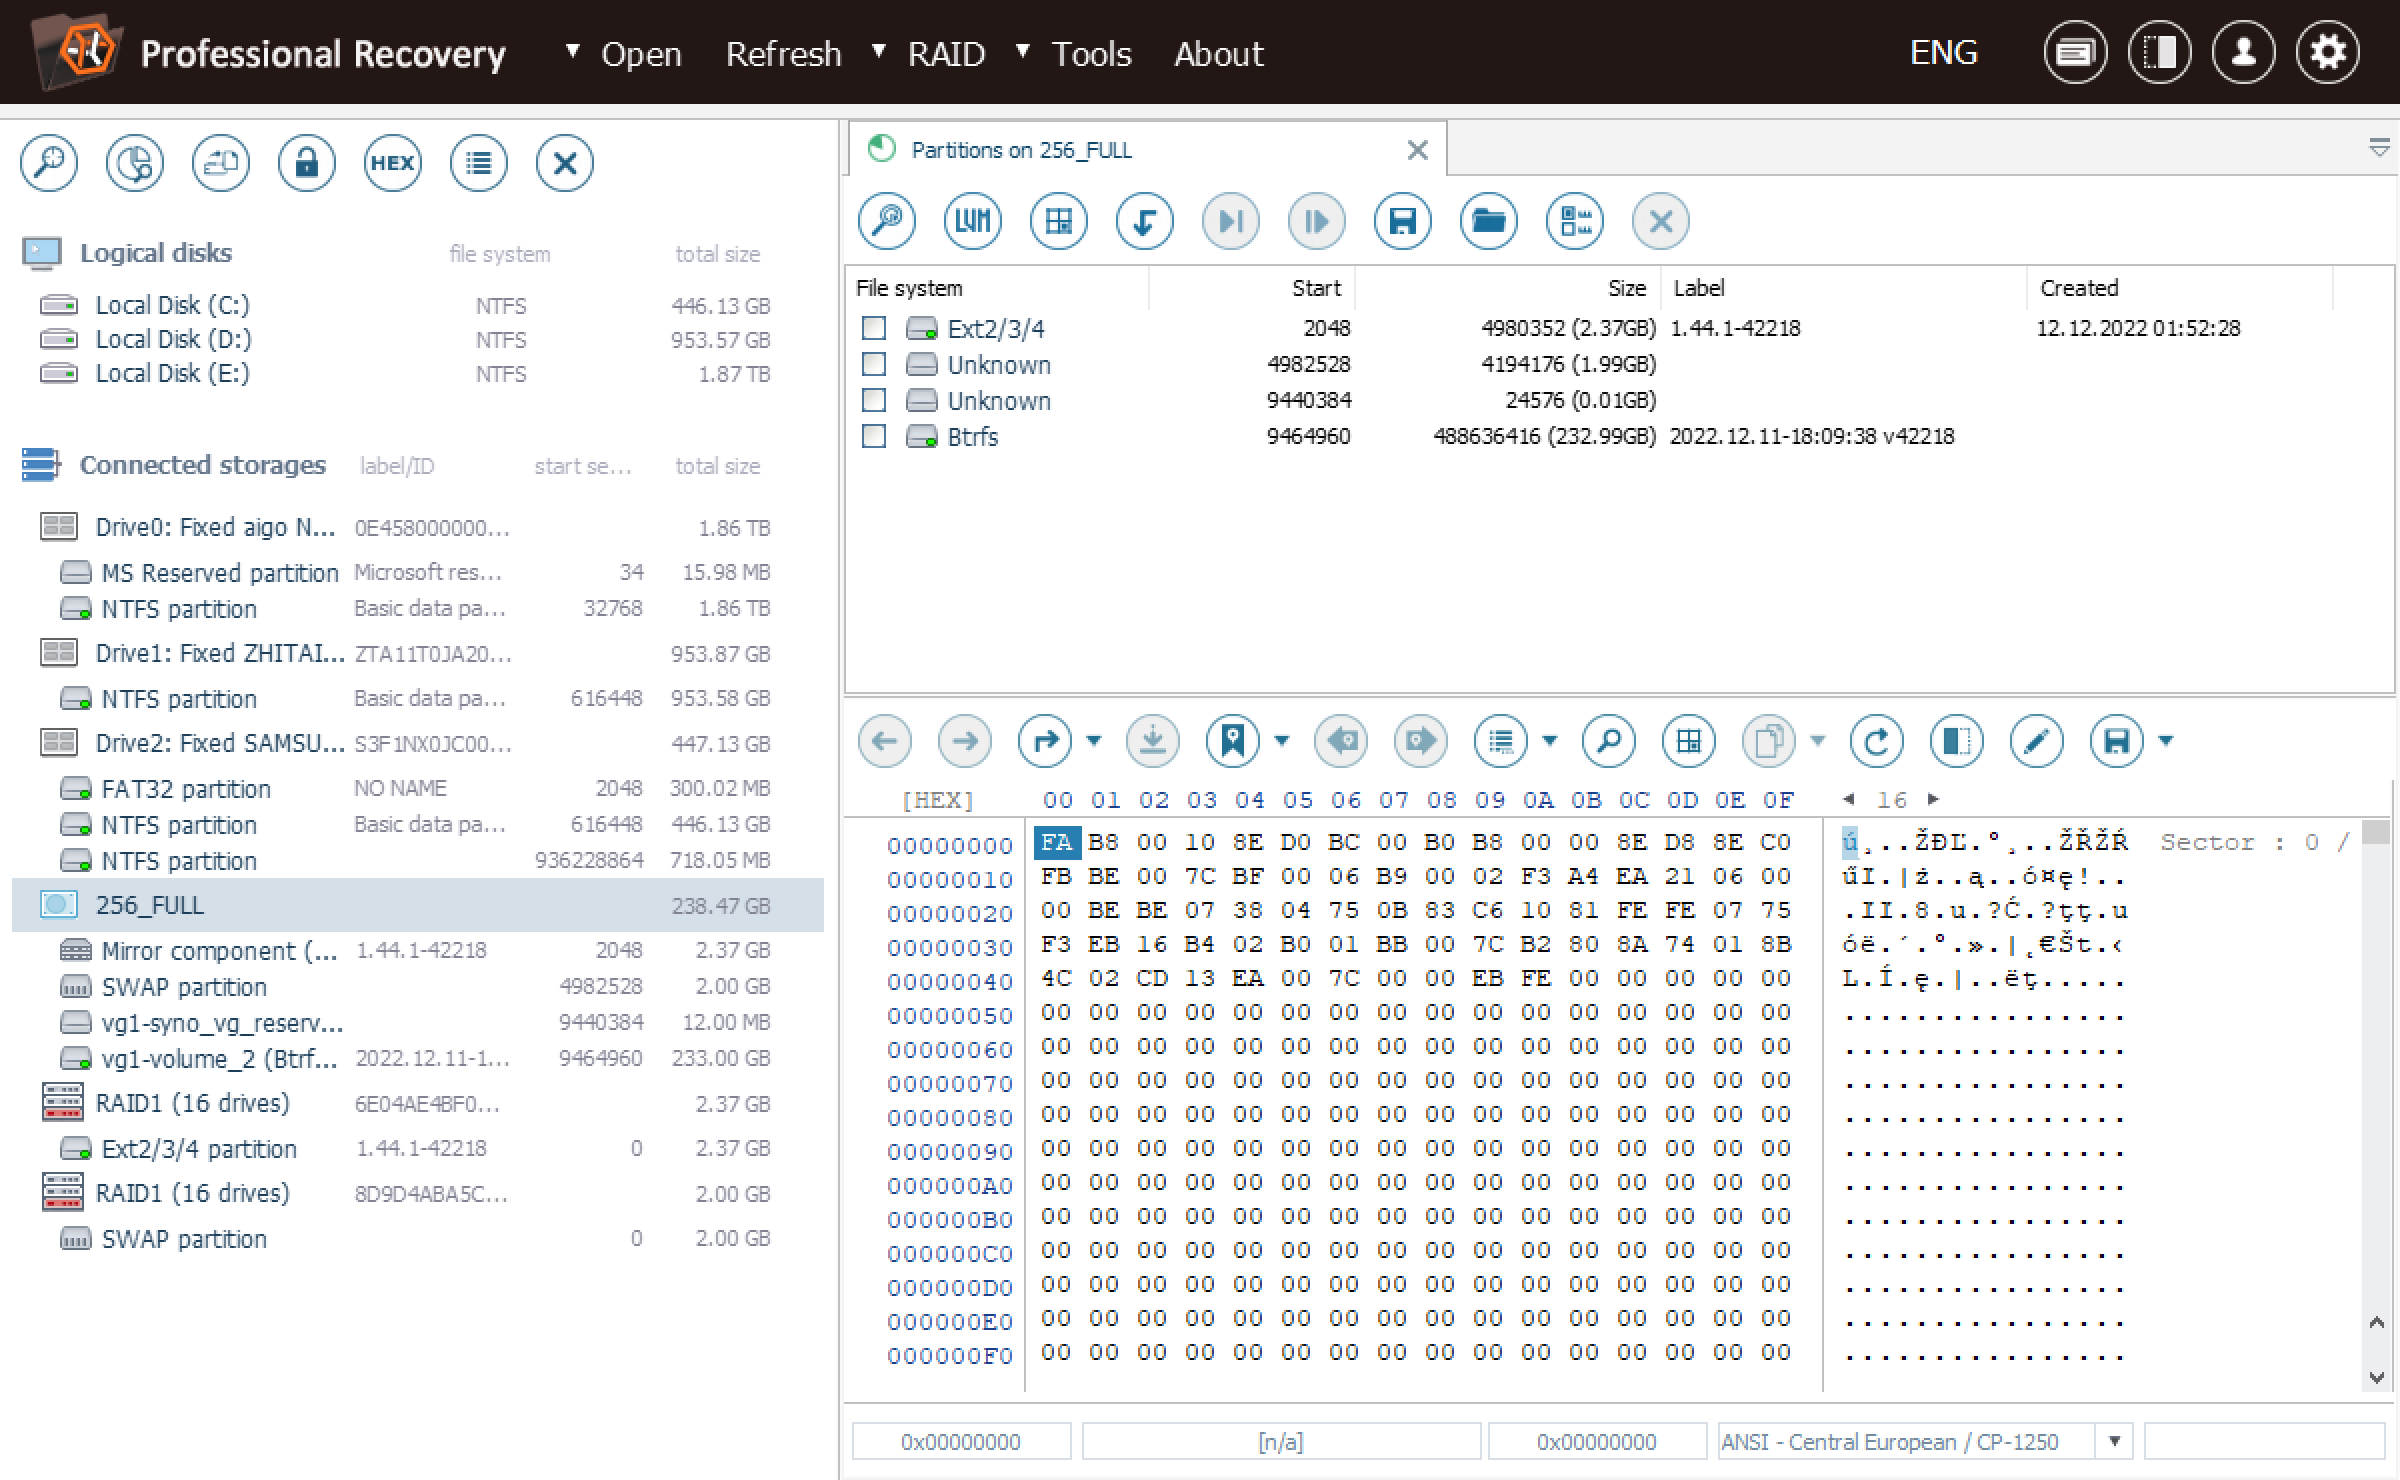 Professional Recovery
▼ Open Refresh ▼ RAID ▼ Tools About
ENG
HEX
Logical disks file system total size
Local Disk (C:) NTFS 446.13 GB
Local Disk (D:) NTFS 953.57 GB
Local Disk (E:) NTFS 1.87 TB
Connected storages label/ID start se... total size
Drive0: Fixed aigo N... 0E458000000... 1.86 TB
MS Reserved partition Microsoft res... 34 15.98 MB
NTFS partition Basic data pa... 32768 1.86 TB
Drive1: Fixed ZHITAI... ZTA11T0JA20... 953.87 GB
NTFS partition Basic data pa... 616448 953.58 GB
Drive2: Fixed SAMSU... S3F1NX0JC00... 447.13 GB
FAT32 partition NO NAME 2048 300.02 MB
NTFS partition Basic data pa... 616448 446.13 GB
NTFS partition 936228864 718.05 MB
256_FULL 238.47 GB
Mirror component (... 1.44.1-42218 2048 2.37 GB
SWAP partition 4982528 2.00 GB
vg1-syno_vg_reserv... 9440384 12.00 MB
vg1-volume_2 (Btrf... 2022.12.11-1... 9464960 233.00 GB
RAID1 (16 drives) 6E04AE4BF0... 2.37 GB
Ext2/3/4 partition 1.44.1-42218 0 2.37 GB
RAID1 (16 drives) 8D9D4ABA5C... 2.00 GB
SWAP partition 0 2.00 GB
Partitions on 256_FULL
LVM
File system Start Size Label Created
Ext2/3/4 2048 4980352 (2.37GB) 1.44.1-42218 12.12.2022 01:52:28
Unknown 4982528 4194176 (1.99GB)
Unknown 9440384 24576 (0.01GB)
Btrfs 9464960 488636416 (232.99GB) 2022.12.11-18:09:38 v42218
[HEX] 00 01 02 03 04 05 06 07 08 09 0A 0B 0C 0D 0E 0F ◄ 16 ►
00000000 FA B8 00 10 8E D0 BC 00 B0 B8 00 00 8E D8 8E C0 ú¸..ŽĐĽ.°¸..ŽŘŽŔ Sector : 0 /
00000010 FB BE 00 7C BF 00 06 B9 00 02 F3 A4 EA 21 06 00 űI.|ż..ą..ó¤ę!..
00000020 00 BE BE 07 38 04 75 0B 83 C6 10 81 FE FE 07 75 .II.8.u.?Ć.?ţţ.u
00000030 F3 EB 16 B4 02 B0 01 BB 00 7C B2 80 8A 74 01 8B óë.´.°.».|˛€Št.‹
00000040 4C 02 CD 13 EA 00 7C 00 00 EB FE 00 00 00 00 00 L.Í.ę.|..ëţ.....
00000050 00 00 00 00 00 00 00 00 00 00 00 00 00 00 00 00 ................
00000060 00 00 00 00 00 00 00 00 00 00 00 00 00 00 00 00 ................
00000070 00 00 00 00 00 00 00 00 00 00 00 00 00 00 00 00 ................
00000080 00 00 00 00 00 00 00 00 00 00 00 00 00 00 00 00 ................
00000090 00 00 00 00 00 00 00 00 00 00 00 00 00 00 00 00 ................
000000A0 00 00 00 00 00 00 00 00 00 00 00 00 00 00 00 00 ................
000000B0 00 00 00 00 00 00 00 00 00 00 00 00 00 00 00 00 ................
000000C0 00 00 00 00 00 00 00 00 00 00 00 00 00 00 00 00 ................
000000D0 00 00 00 00 00 00 00 00 00 00 00 00 00 00 00 00 ................
000000E0 00 00 00 00 00 00 00 00 00 00 00 00 00 00 00 00 ................
000000F0 00 00 00 00 00 00 00 00 00 00 00 00 00 00 00 00 ................
0x00000000 [n/a] 0x00000000 ANSI - Central European / CP-1250 ▼